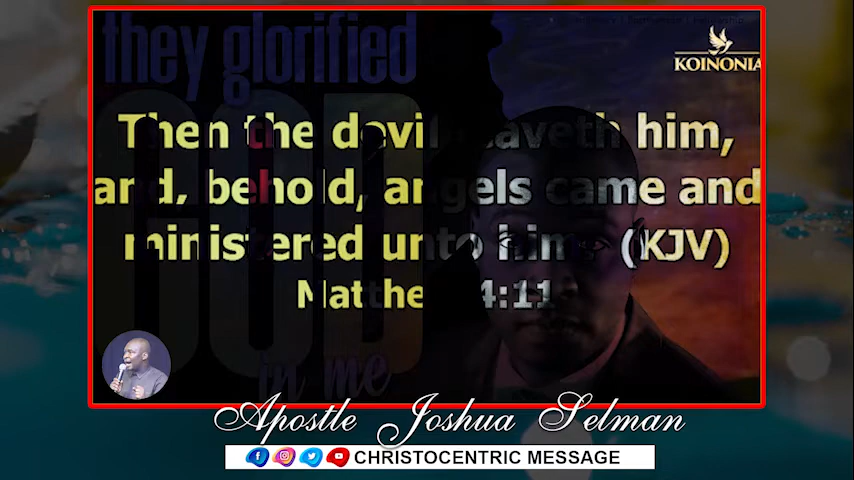 they glorified
GOD
in me
KOINONIA
Then the devil leaveth him,
and, behold, angels came and
ministered unto him. (KJV)
Matthew 4:11
Apostle Joshua Selman
CHRISTOCENTRIC MESSAGE